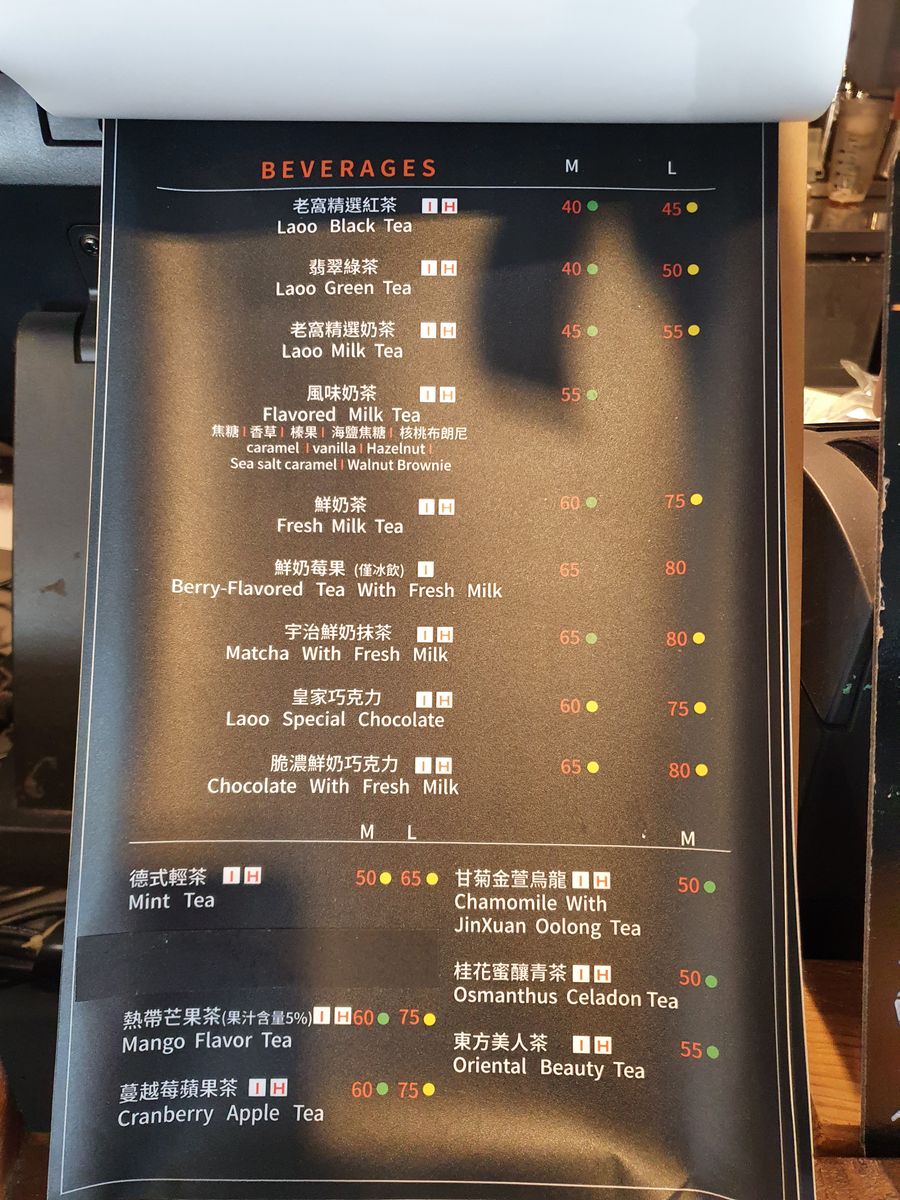 BEVERAGES M L
老窩精選紅茶 I H 40 45
Laoo Black Tea
翡翠綠茶 I H 40 50
Laoo Green Tea
老窩精選奶茶 I H 45 55
Laoo Milk Tea
風味奶茶 I H 55
Flavored Milk Tea
焦糖 I 香草 I 榛果 I 海鹽焦糖 I 核桃布朗尼
caramel I vanilla I Hazelnut I
Sea salt caramel I Walnut Brownie
鮮奶茶 I H 60 75
Fresh Milk Tea
鮮奶莓果 (僅冰飲) I 65 80
Berry-Flavored Tea With Fresh Milk
宇治鮮奶抹茶 I H 65 80
Matcha With Fresh Milk
皇家巧克力 I H 60 75
Laoo Special Chocolate
脆濃鮮奶巧克力 I H 65 80
Chocolate With Fresh Milk
M L
德式輕茶 I H 50 65
Mint Tea
熱帶芒果茶(果汁含量5%) I H 60 75
Mango Flavor Tea
蔓越莓蘋果茶 I H 60 75
Cranberry Apple Tea
M
甘菊金萱烏龍 I H 50
Chamomile With
JinXuan Oolong Tea
桂花蜜釀青茶 I H 50
Osmanthus Celadon Tea
東方美人茶 I H 55
Oriental Beauty Tea